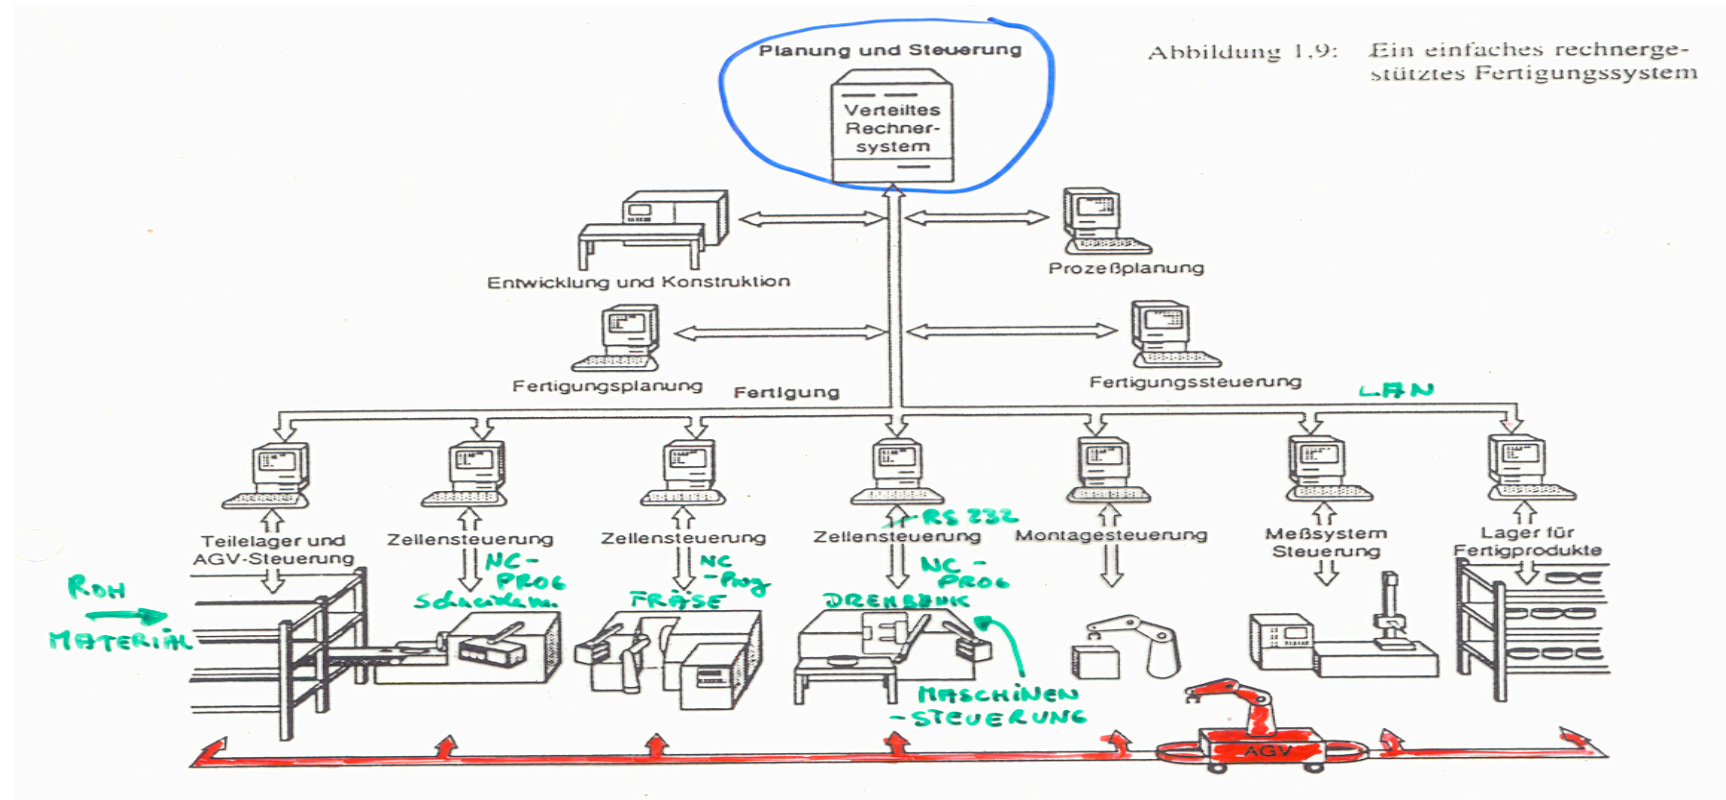 Planung und Steuerung
Abbildung 1.9: Ein einfaches rechnerge-
stütztes Fertigungssystem
Verteiltes
Rechner-
system
Entwicklung und Konstruktion
Prozeßplanung
Fertigungsplanung
Fertigungssteuerung
Fertigung
LAN
RS 232
Teilelager und
AGV-Steuerung
Zellensteuerung
Zellensteuerung
Zellensteuerung
Montagesteuerung
Meßsystem
Steuerung
Lager für
Fertigprodukte
NC-
PROG
NC
-Prog
NC-
PROG
ROH
MATERIAL
Schneidem.
FRÄSE
DREHBANK
MASCHINEN
-STEUERUNG
AGV